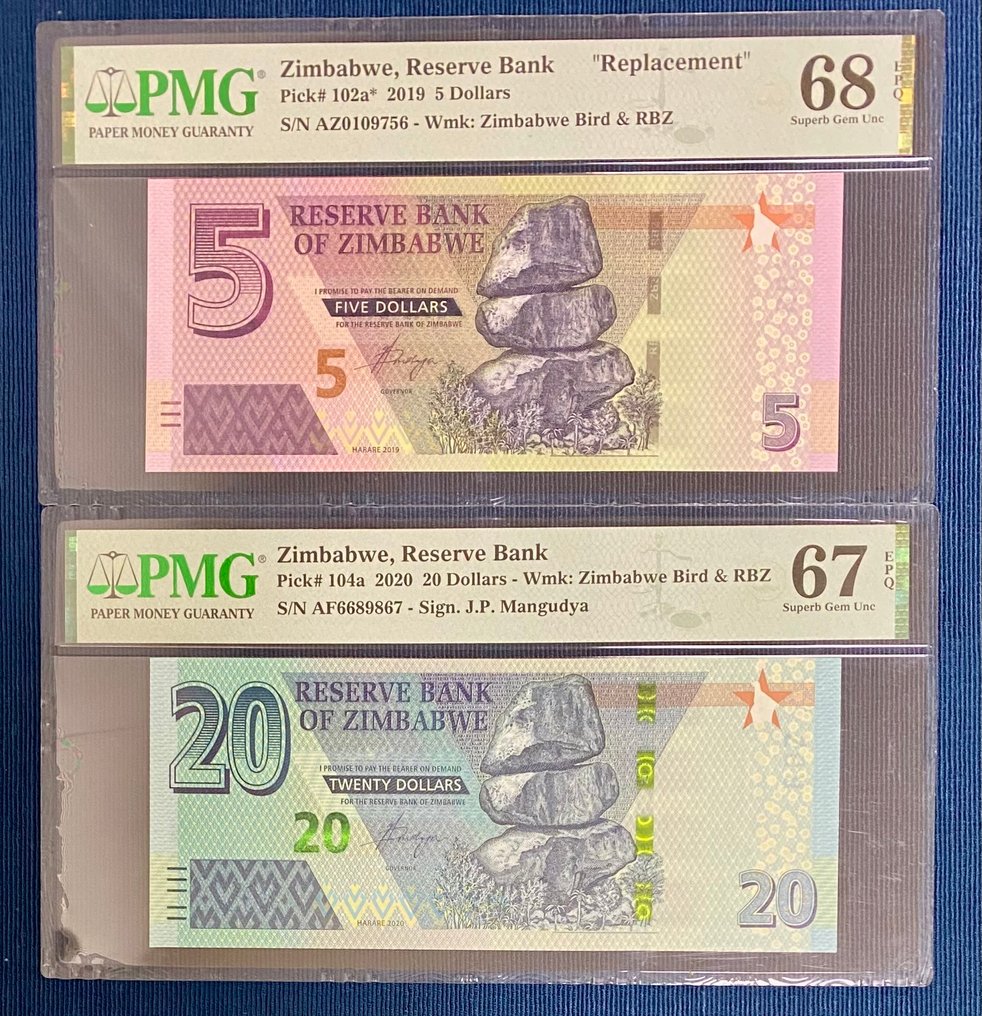 PMG®
PAPER MONEY GUARANTY
Zimbabwe, Reserve Bank "Replacement"
Pick# 102a* 2019 5 Dollars
S/N AZ0109756 - Wmk: Zimbabwe Bird & RBZ
68
EPQ
Superb Gem Unc
5
RESERVE BANK
OF ZIMBABWE
I PROMISE TO PAY THE BEARER ON DEMAND
FIVE DOLLARS
FOR THE RESERVE BANK OF ZIMBABWE
5
GOVERNOR
HARARE 2019
5
PMG®
PAPER MONEY GUARANTY
Zimbabwe, Reserve Bank
Pick# 104a 2020 20 Dollars - Wmk: Zimbabwe Bird & RBZ
S/N AF6689867 - Sign. J.P. Mangudya
67
EPQ
Superb Gem Unc
20
RESERVE BANK
OF ZIMBABWE
I PROMISE TO PAY THE BEARER ON DEMAND
TWENTY DOLLARS
FOR THE RESERVE BANK OF ZIMBABWE
20
GOVERNOR
HARARE 2020
20